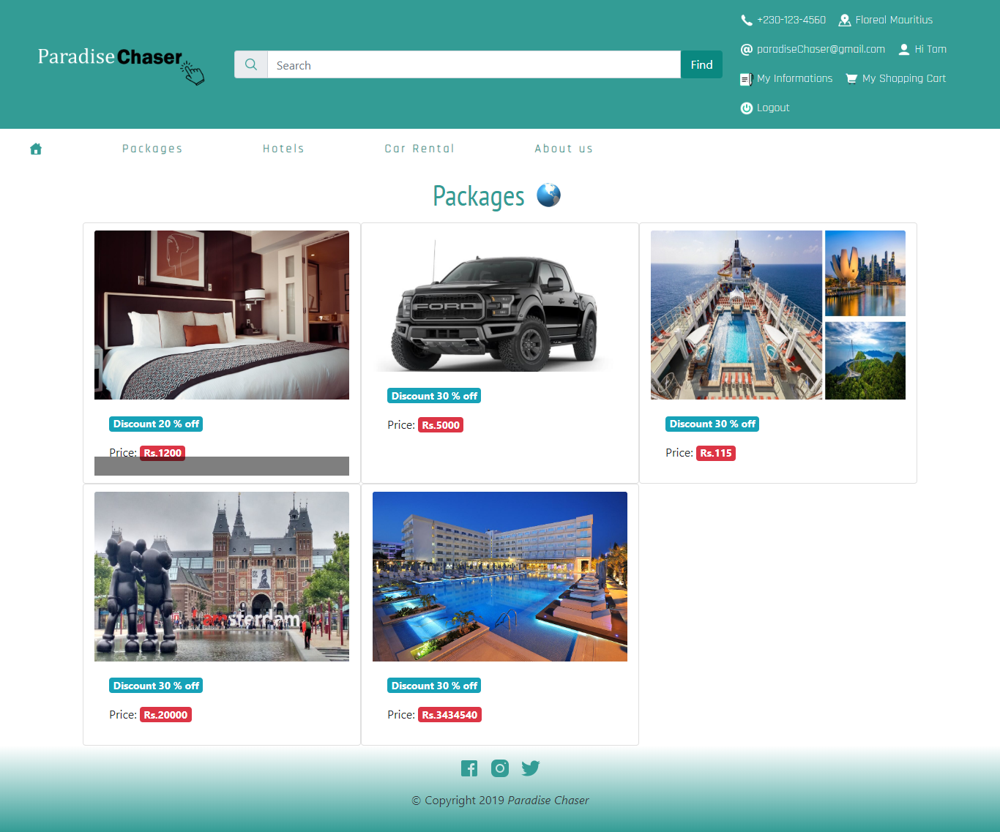 +230-123-4560 Floreal Mauritius
ParadiseChaser
Search
Find
paradiseChaser@gmail.com Hi Tom
My Informations My Shopping Cart
Logout
Packages Hotels Car Rental About us
Packages
FORD
Discount 20 % off
Price: Rs.1200
Discount 30 % off
Price: Rs.5000
Discount 30 % off
Price: Rs.115
amsterdam
Discount 30 % off
Price: Rs.20000
Discount 30 % off
Price: Rs.3434540
© Copyright 2019 Paradise Chaser